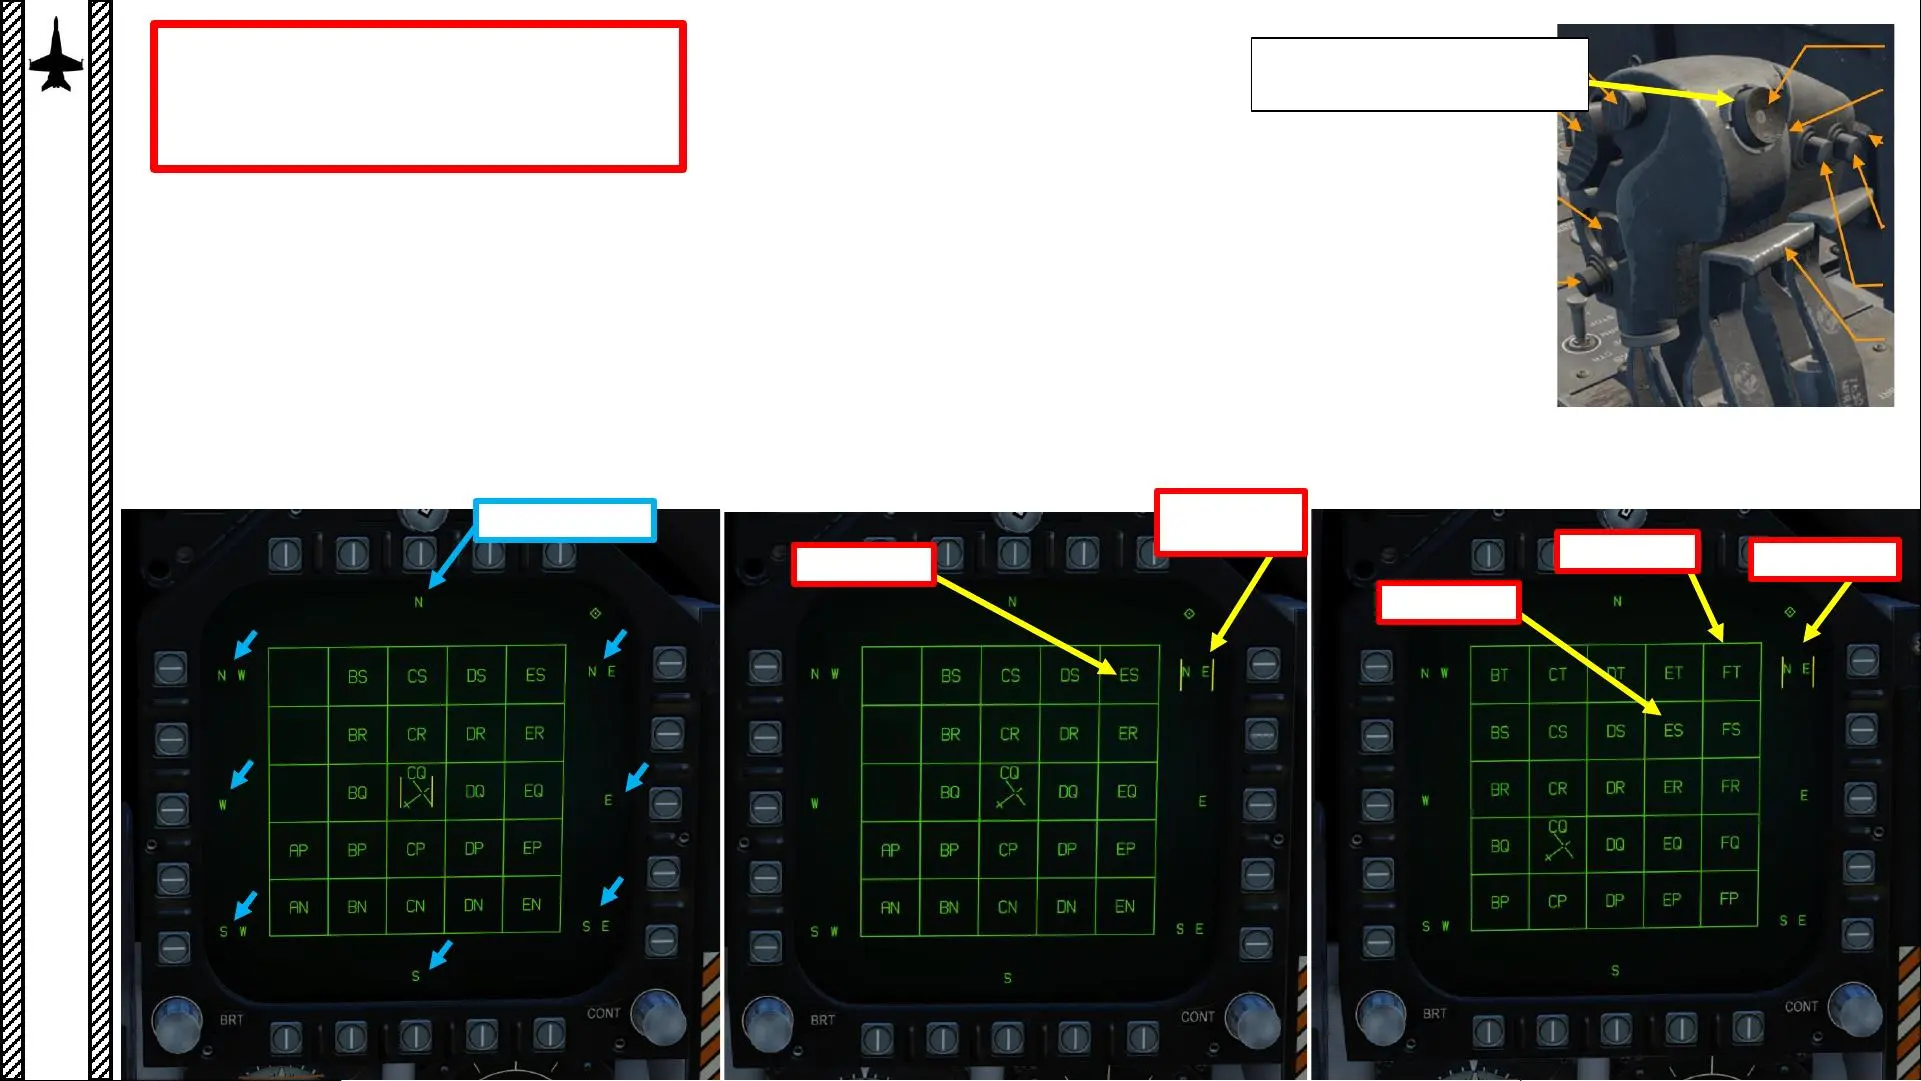 N
N W
N E
BS CS DS ES
BR CR DR ER
CQ
BQ DQ EQ
W
E
AP BP CP DP EP
AN BN CN DN EN
S W
S E
S
BRT
CONT
N
N W
N E
BS CS DS ES
BR CR DR ER
CQ
BQ DQ EQ
W
E
AP BP CP DP EP
AN BN CN DN EN
S W
S E
S
BRT
CONT
N
N W
N E
BT CT DT ET FT
BS CS DS ES FS
BR CR DR ER FR
W
E
CQ
BQ DQ EQ FQ
BP CP DP EP FP
S W
S E
S
BRT
CONT